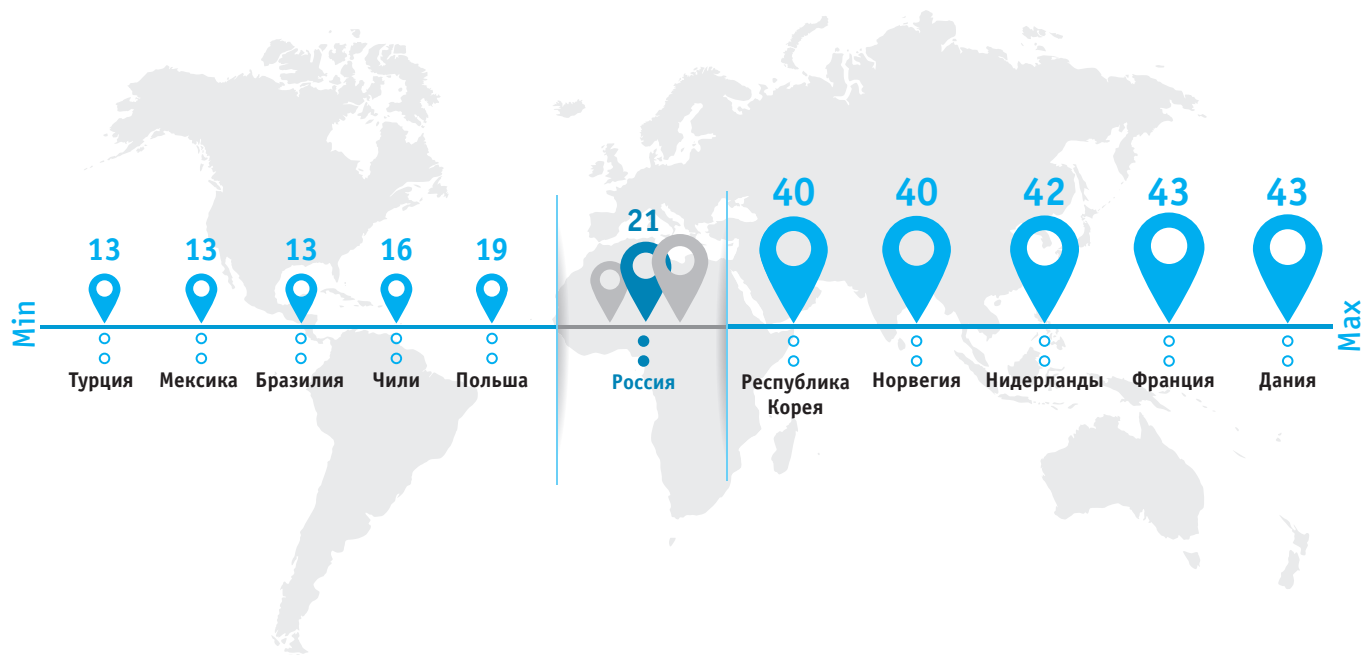 Min
13
Турция
13
Мексика
13
Бразилия
16
Чили
19
Польша
21
Россия
40
Республика
Корея
40
Норвегия
42
Нидерланды
43
Франция
43
Дания
Max